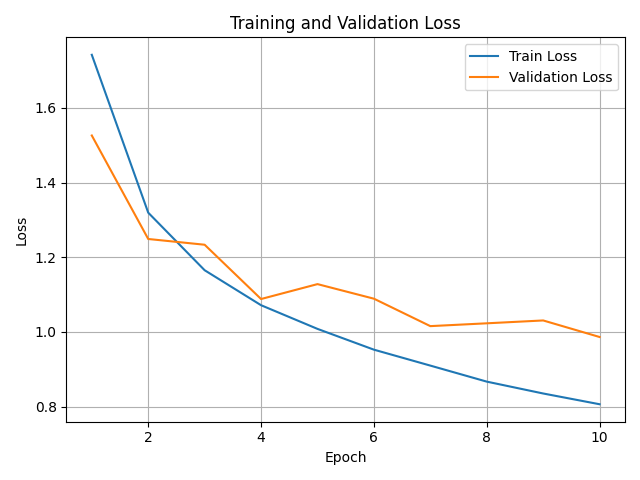 Training and Validation Loss
Train Loss
Validation Loss
Loss
1.6
1.4
1.2
1.0
0.8
2 4 6 8 10
Epoch